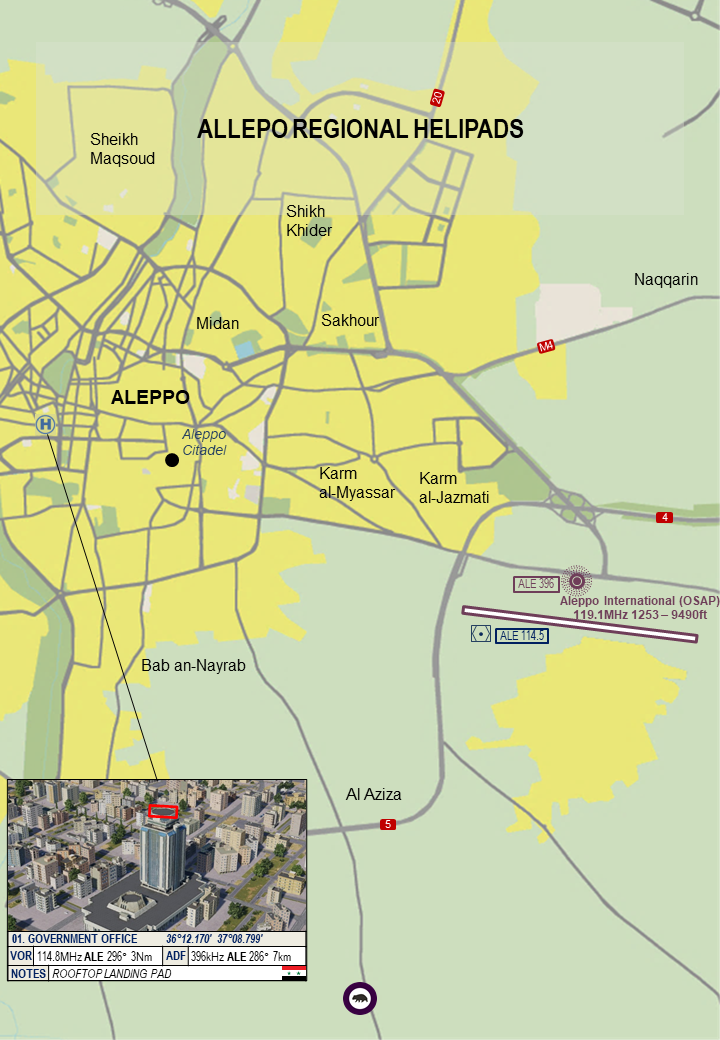 ALLEPO REGIONAL HELIPADS
20
Sheikh
Maqsoud
Shikh
Khider
Naqqarin
Midan
Sakhour
M4
ALEPPO
H
Aleppo
Citadel
Karm
al-Myassar
Karm
al-Jazmati
4
ALE 396
Aleppo International (OSAP)
119.1MHz 1253 – 9490ft
ALE 114.5
Bab an-Nayrab
Al Aziza
5
01. GOVERNMENT OFFICE 36°12.170' 37°08.799'
VOR 114.8MHz ALE 296° 3Nm ADF 396kHz ALE 286° 7km
NOTES ROOFTOP LANDING PAD